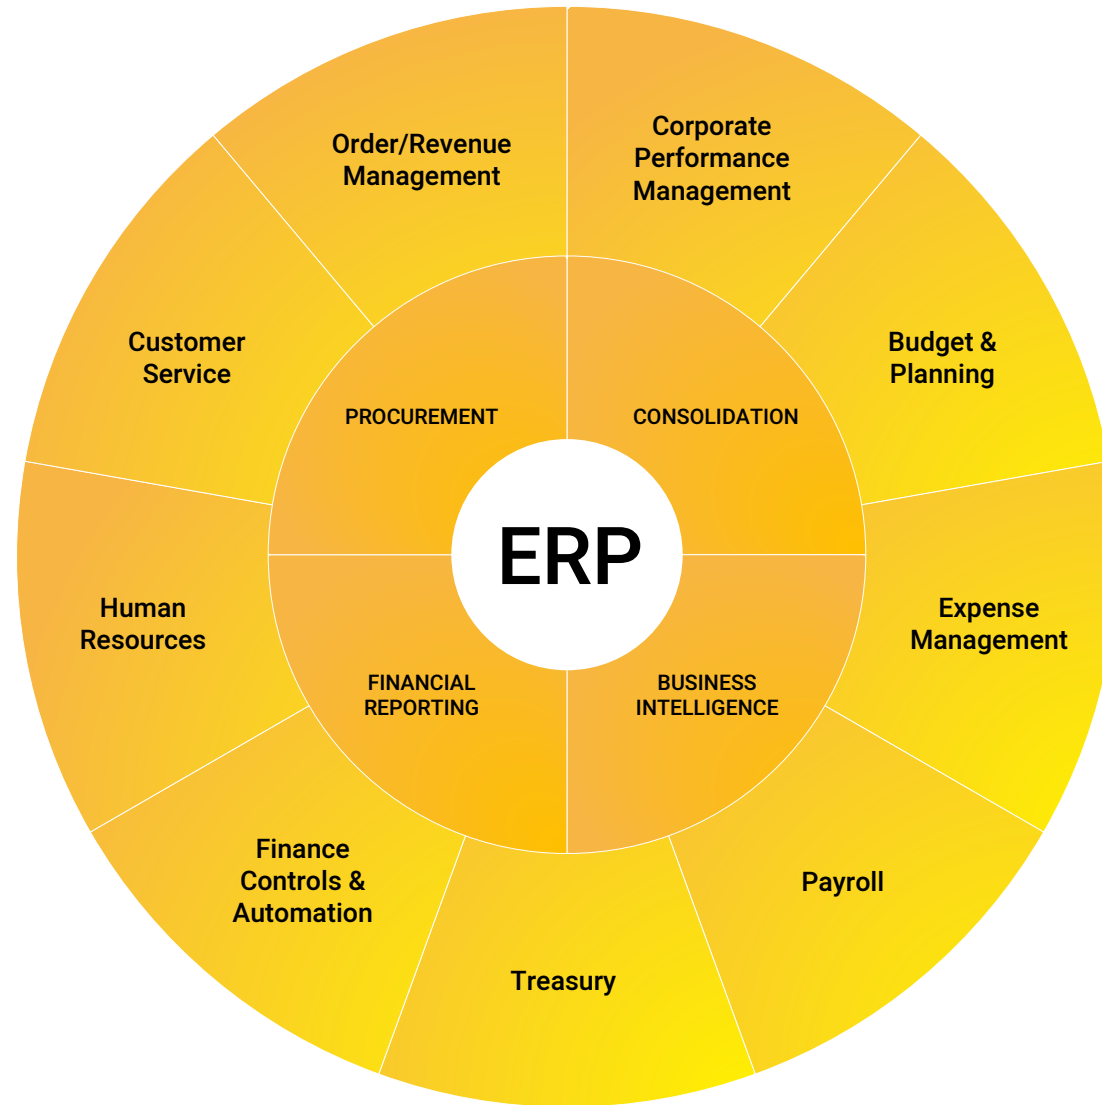 Order/Revenue
Management
Corporate
Performance
Management
Customer
Service
Budget &
Planning
PROCUREMENT
CONSOLIDATION
ERP
Human
Resources
Expense
Management
FINANCIAL
REPORTING
BUSINESS
INTELLIGENCE
Finance
Controls &
Automation
Payroll
Treasury